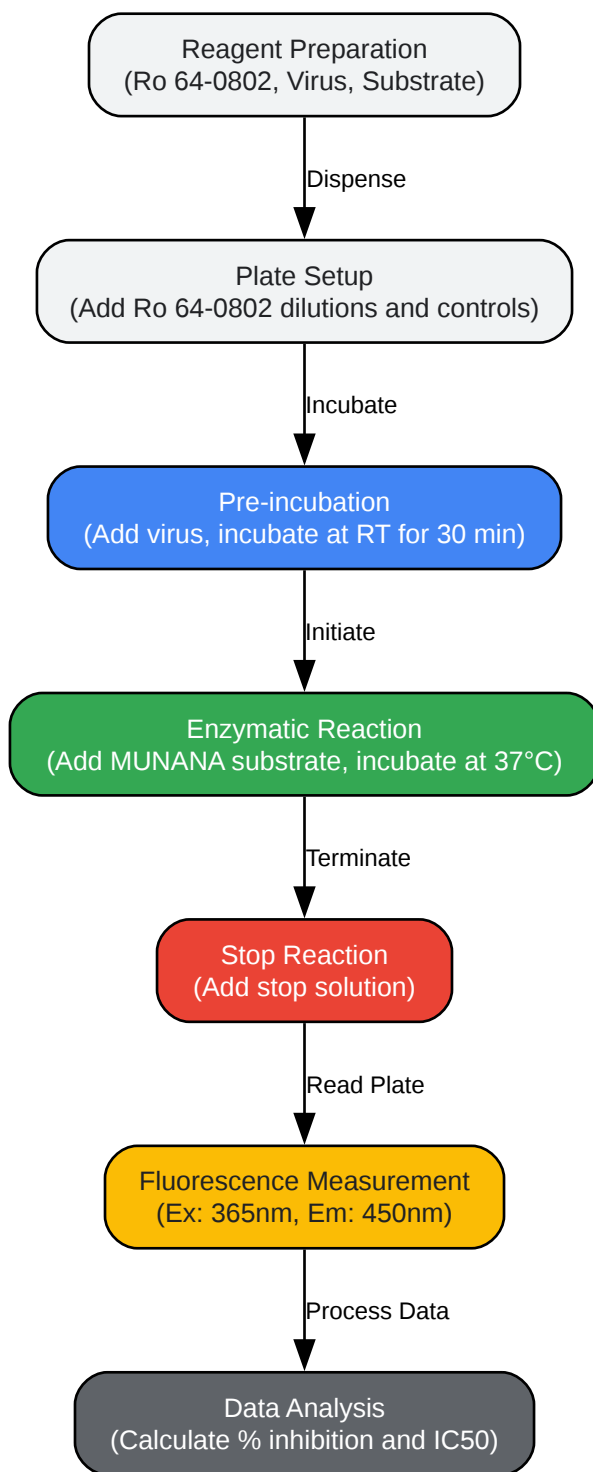 Reagent Preparation
(Ro 64-0802, Virus, Substrate)
Dispense
Plate Setup
(Add Ro 64-0802 dilutions and controls)
Incubate
Pre-incubation
(Add virus, incubate at RT for 30 min)
Initiate
Enzymatic Reaction
(Add MUNANA substrate, incubate at 37°C)
Terminate
Stop Reaction
(Add stop solution)
Read Plate
Fluorescence Measurement
(Ex: 365nm, Em: 450nm)
Process Data
Data Analysis
(Calculate % inhibition and IC50)